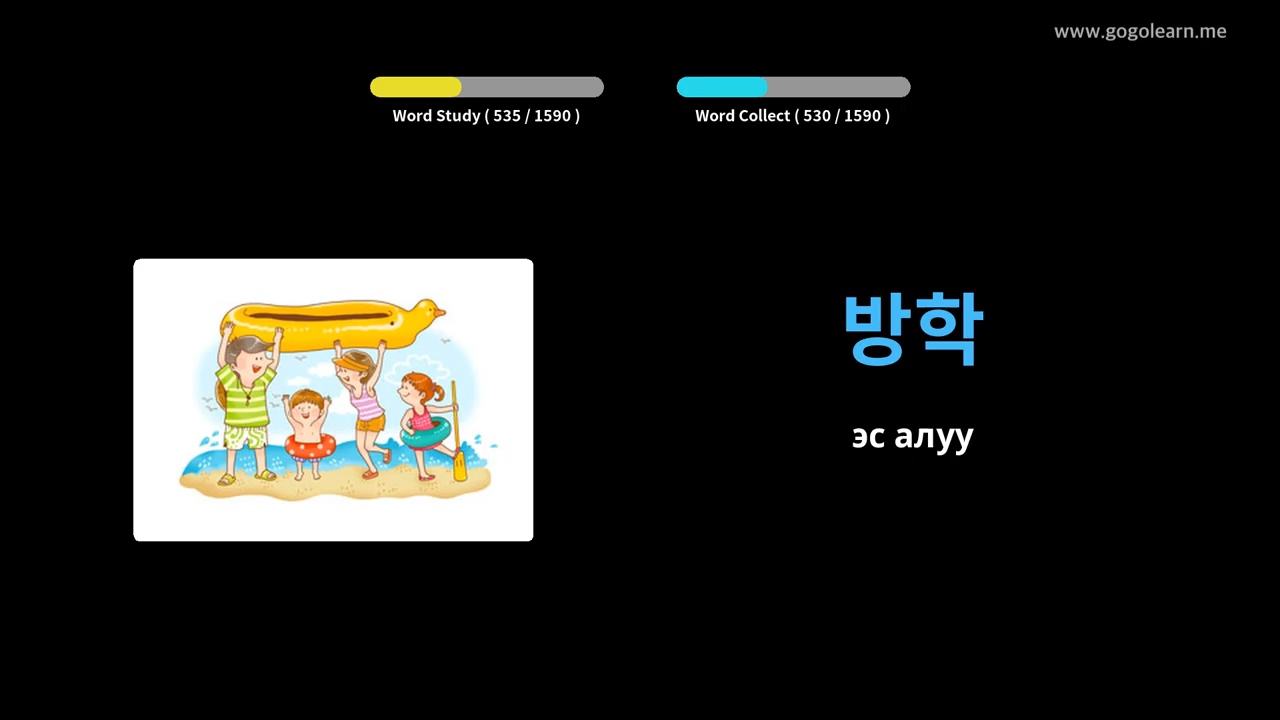 www.gogolearn.me
Word Study ( 535 / 1590 )
Word Collect ( 530 / 1590 )
방학
эс алуу